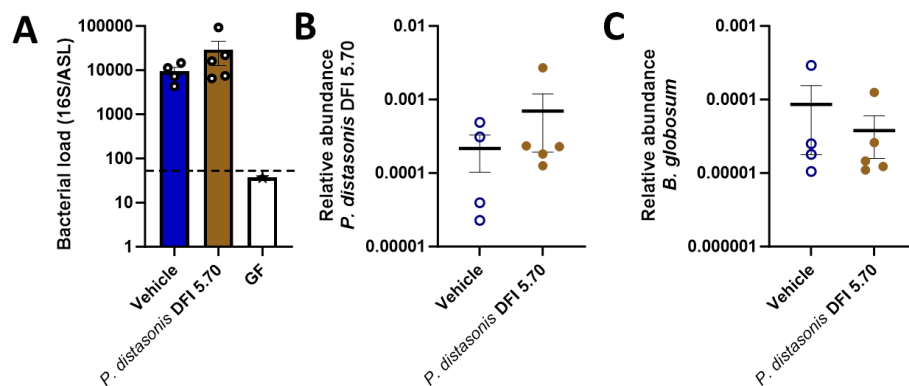 A
Bacterial load (16S/ASL)
100000
10000
1000
100
10
1
Vehicle
P. distasonis DFI 5.70
GF
B
Relative abundance
P. distasonis DFI 5.70
0.01
0.001
0.0001
0.00001
Vehicle
P. distasonis DFI 5.70
C
Relative abundance
B. globosum
0.0001
0.0001
0.00001
0.000001
Vehicle
P. distasonis DFI 5.70